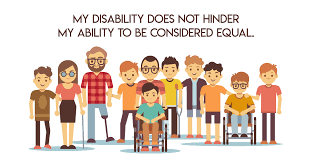 MY DISABILITY DOES NOT HINDER
MY ABILITY TO BE CONSIDERED EQUAL.